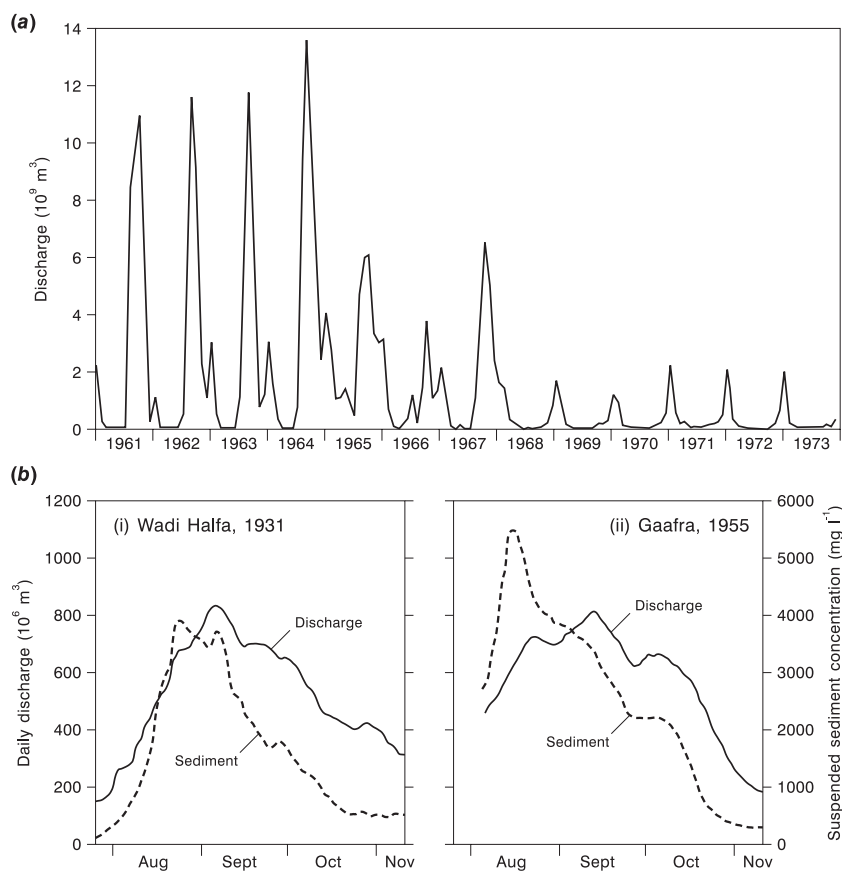 (a)
14
12
10
8
6
4
2
0
Discharge (10⁹ m³)
1961 1962 1963 1964 1965 1966 1967 1968 1969 1970 1971 1972 1973
(b)
1200
1000
800
600
400
200
0
Daily discharge (10⁶ m³)
(i) Wadi Halfa, 1931
Discharge
Sediment
Aug Sept Oct Nov
(ii) Gaafra, 1955
Discharge
Sediment
Aug Sept Oct Nov
6000
5000
4000
3000
2000
1000
0
Suspended sediment concentration (mg l⁻¹)